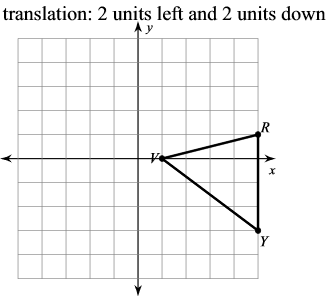 translation: 2 units left and 2 units down
y
R
V
x
Y